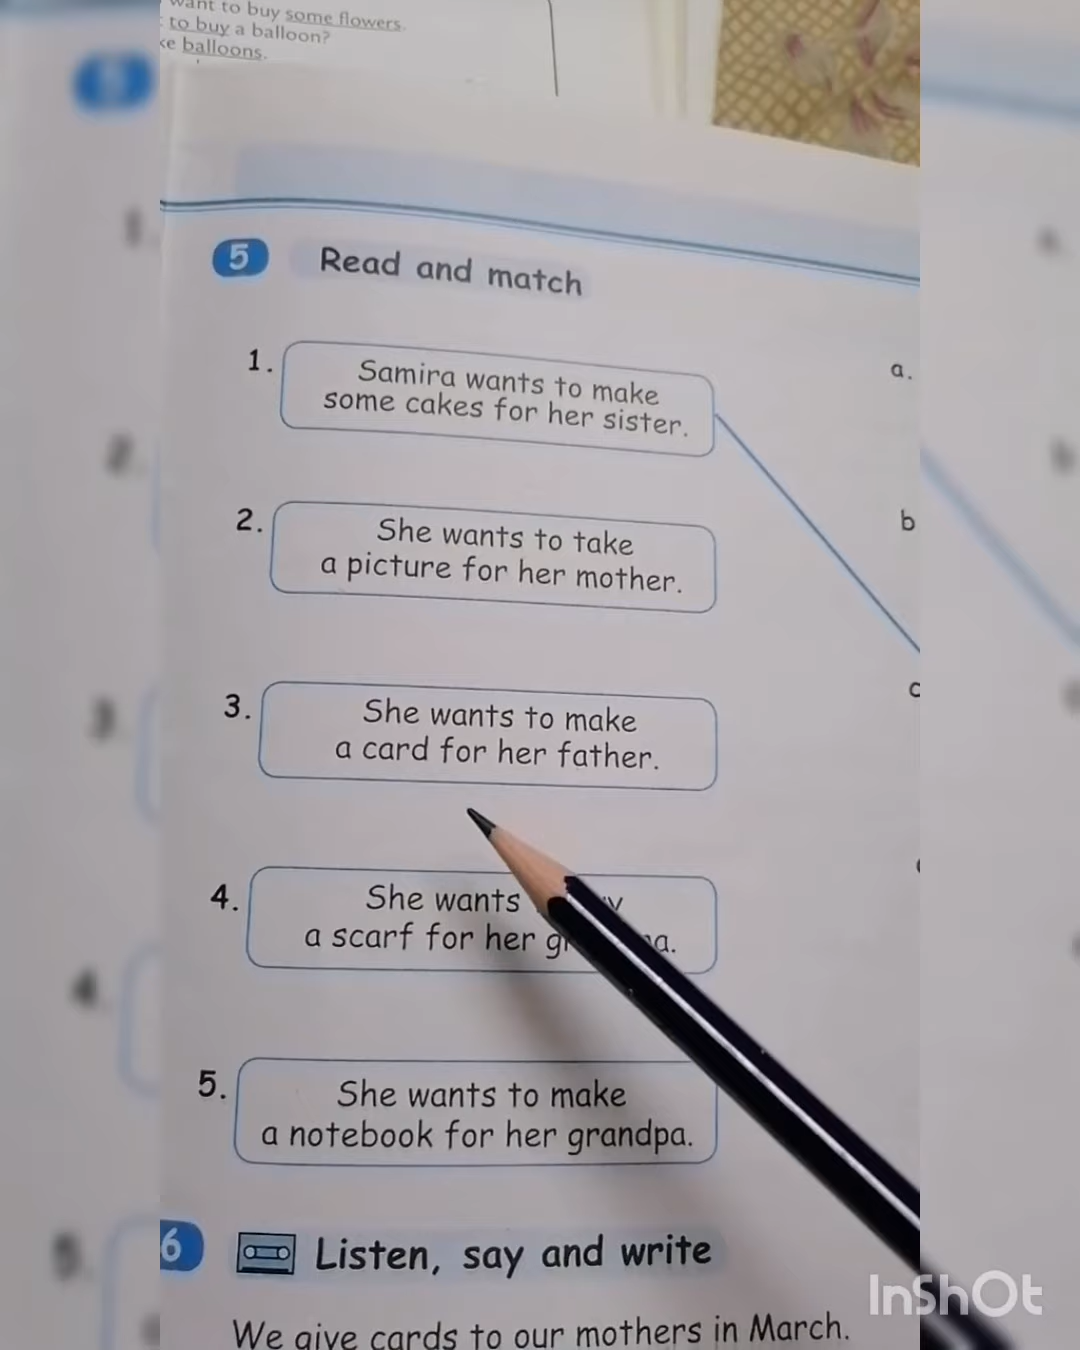 want to buy some flowers.
to buy a balloon?
balloons.
5 Read and match
1. Samira wants to make
some cakes for her sister.
a.
2. She wants to take
a picture for her mother.
b
3. She wants to make
a card for her father.
c
4. She wants
a scarf for her
5. She wants to make
a notebook for her grandpa.
6 Listen, say and write
We give cards to our mothers in March.
InShOt